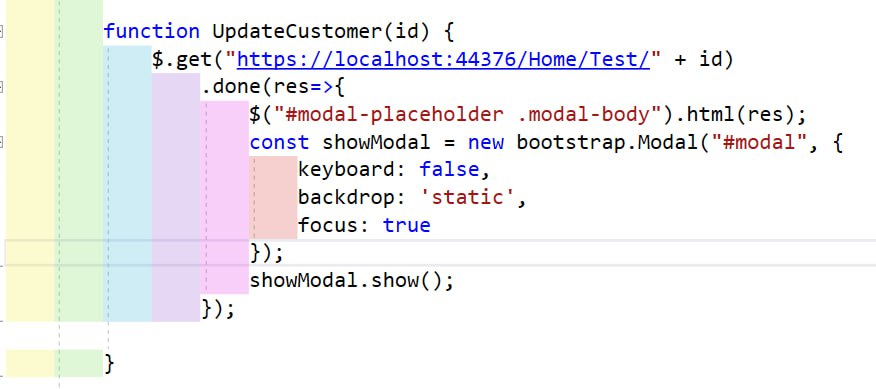 function UpdateCustomer(id) {
$.get("https://localhost:44376/Home/Test/" + id)
.done(res=>{
$("#modal-placeholder .modal-body").html(res);
const showModal = new bootstrap.Modal("#modal", {
keyboard: false,
backdrop: 'static',
focus: true
});
showModal.show();
});
}